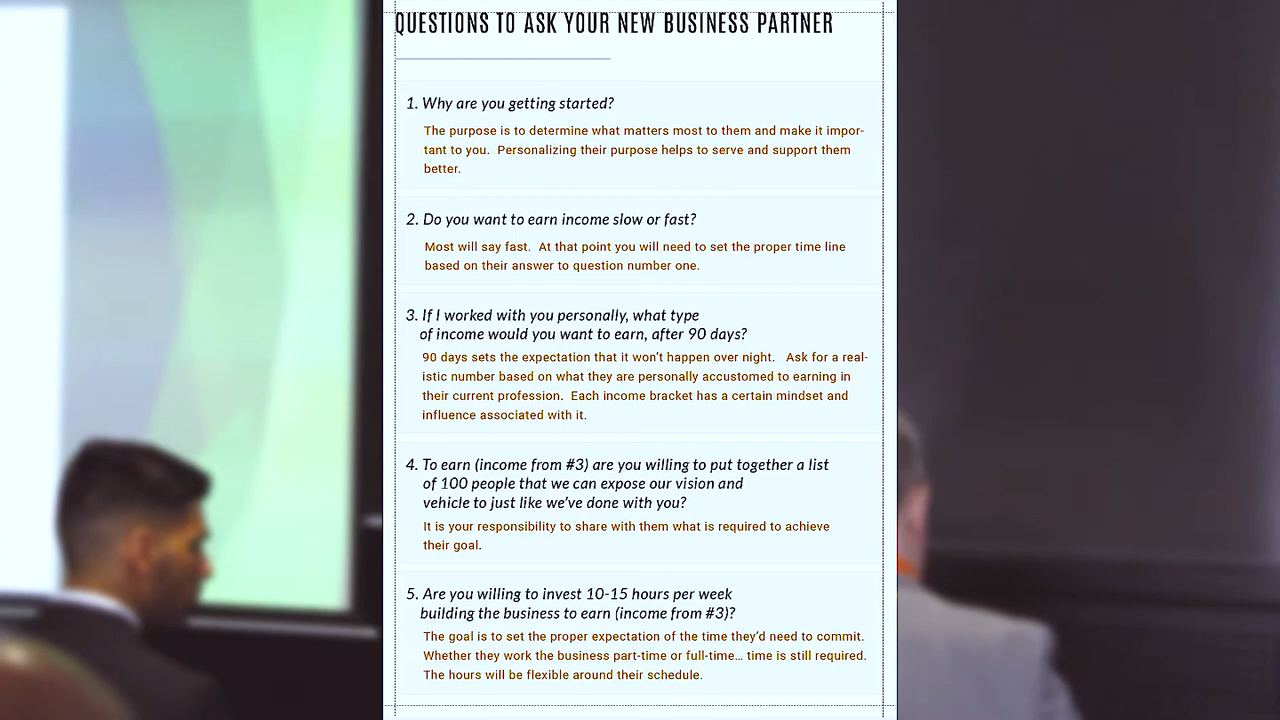 QUESTIONS TO ASK YOUR NEW BUSINESS PARTNER
1. Why are you getting started?
The purpose is to determine what matters most to them and make it impor-
tant to you.  Personalizing their purpose helps to serve and support them
better.
2. Do you want to earn income slow or fast?
Most will say fast.  At that point you will need to set the proper time line
based on their answer to question number one.
3. If I worked with you personally, what type
of income would you want to earn, after 90 days?
90 days sets the expectation that it won't happen over night.   Ask for a real-
istic number based on what they are personally accustomed to earning in
their current profession.  Each income bracket has a certain mindset and
influence associated with it.
4. To earn (income from #3) are you willing to put together a list
of 100 people that we can expose our vision and
vehicle to just like we've done with you?
It is your responsibility to share with them what is required to achieve
their goal.
5. Are you willing to invest 10-15 hours per week
building the business to earn (income from #3)?
The goal is to set the proper expectation of the time they'd need to commit.
Whether they work the business part-time or full-time... time is still required.
The hours will be flexible around their schedule.